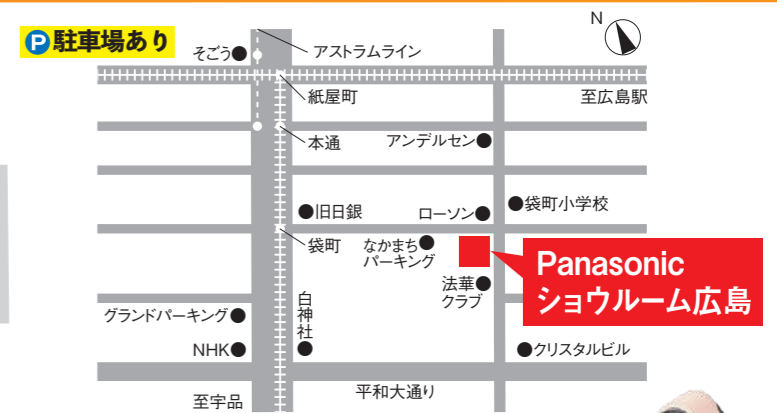 N
P駐車場あり
そごう
アストラムライン
紙屋町
至広島駅
本通
アンデルセン
旧日銀
ローソン
袋町小学校
袋町
なかまち
パーキング
Panasonic
ショウルーム広島
法華
クラブ
白神社
グランドパーキング
NHK
クリスタルビル
平和大通り
至宇品